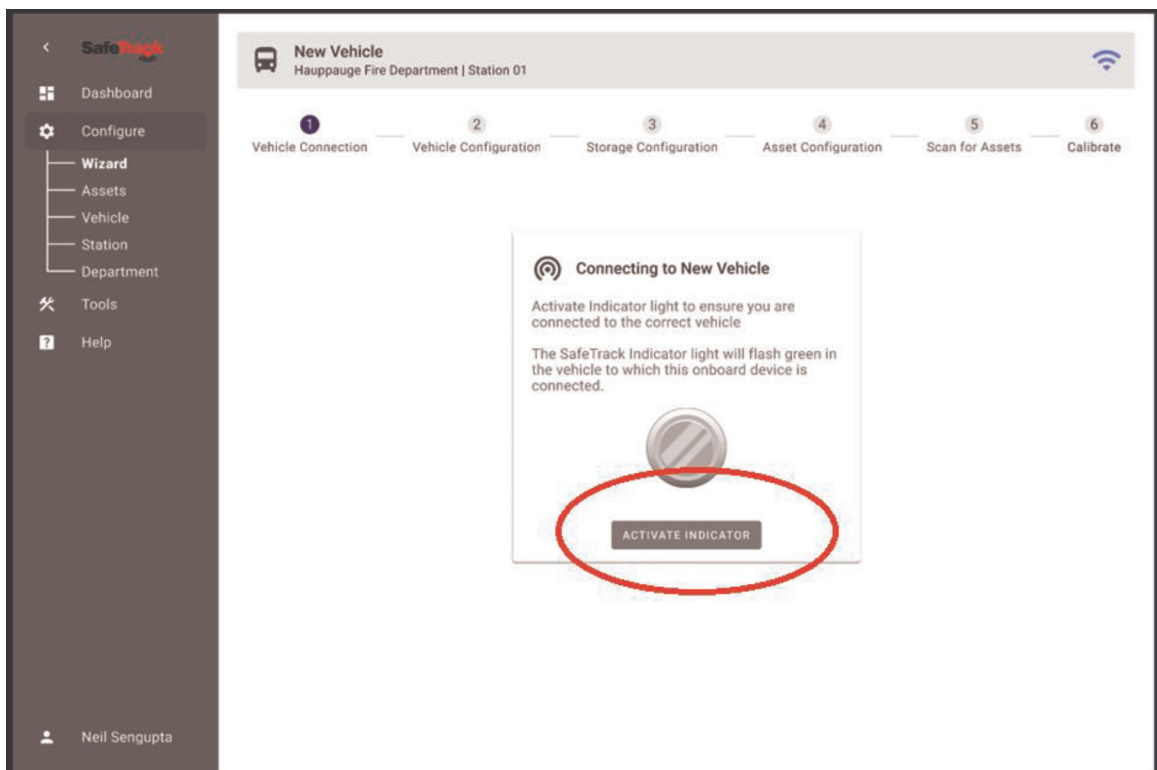 SafeTrack
Dashboard
Configure
Wizard
Assets
Vehicle
Station
Department
Tools
Help
Neil Sengupta
New Vehicle
Hauppauge Fire Department | Station 01
1
Vehicle Connection
2
Vehicle Configuration
3
Storage Configuration
4
Asset Configuration
5
Scan for Assets
6
Calibrate
Connecting to New Vehicle
Activate Indicator light to ensure you are
connected to the correct vehicle
The SafeTrack Indicator light will flash green in
the vehicle to which this onboard device is
connected.
ACTIVATE INDICATOR